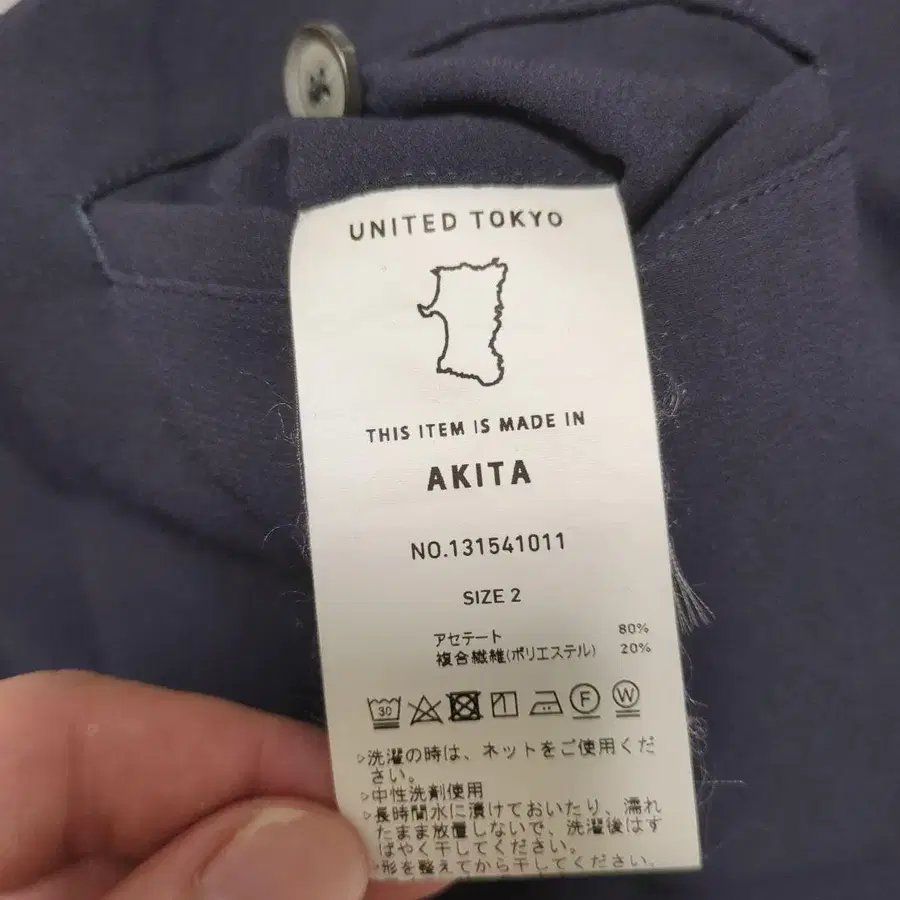 UNITED TOKYO
THIS ITEM IS MADE IN
AKITA
NO.131541011
SIZE 2
アセテート 80%
複合繊維(ポリエステル) 20%
30 F W
▷洗濯の時は、ネットをご使用くだ
さい。
▷中性洗剤使用
▷長時間水に漬けておいたり、濡れ
たまま放置しないで、洗濯後はす
ばやく干してください。
▷形を整えてから干してください。